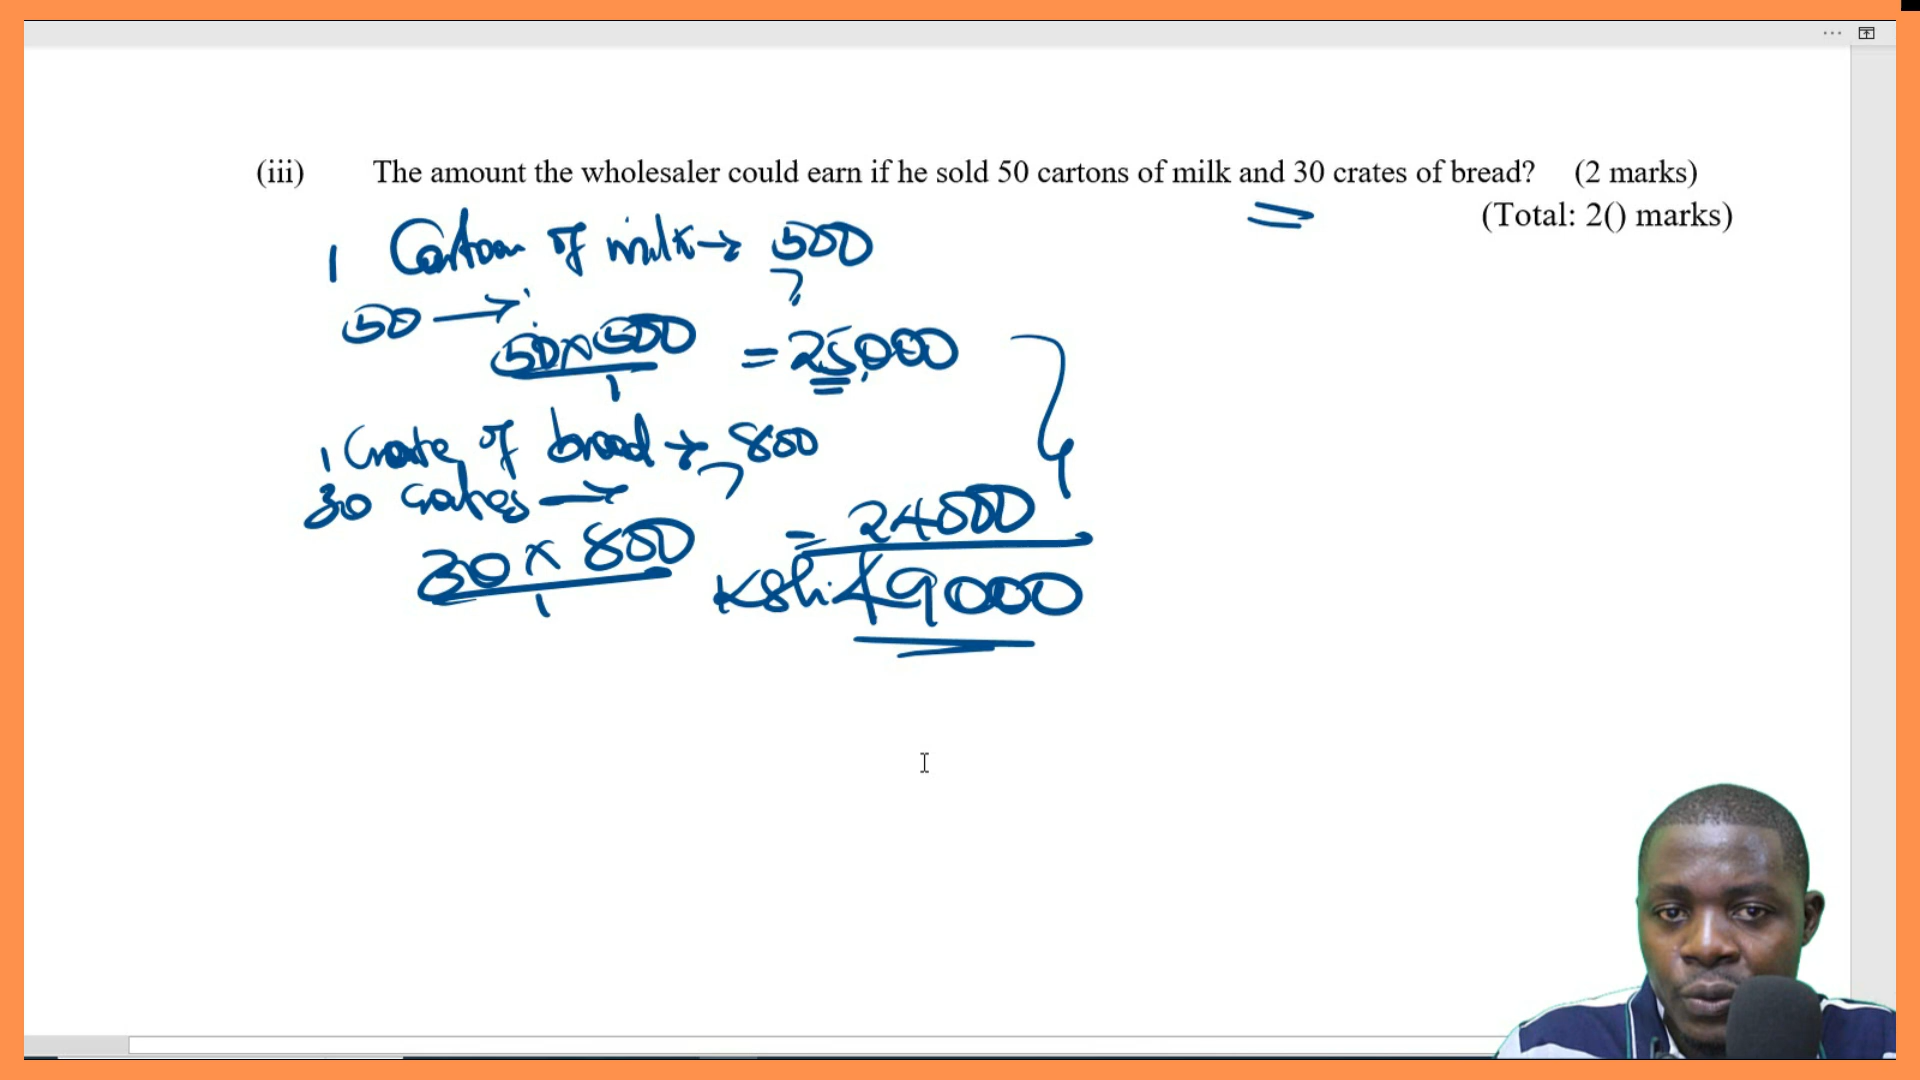 (iii) The amount the wholesaler could earn if he sold 50 cartons of milk and 30 crates of bread? (2 marks)
(Total: 2() marks)
1 Carton of milk → 500
50 → ?
50 x 500 = 25,000
1
1 Crate of bread → 800
30 crates → ?
30 x 800 = 24000
1
Ksh. 49000